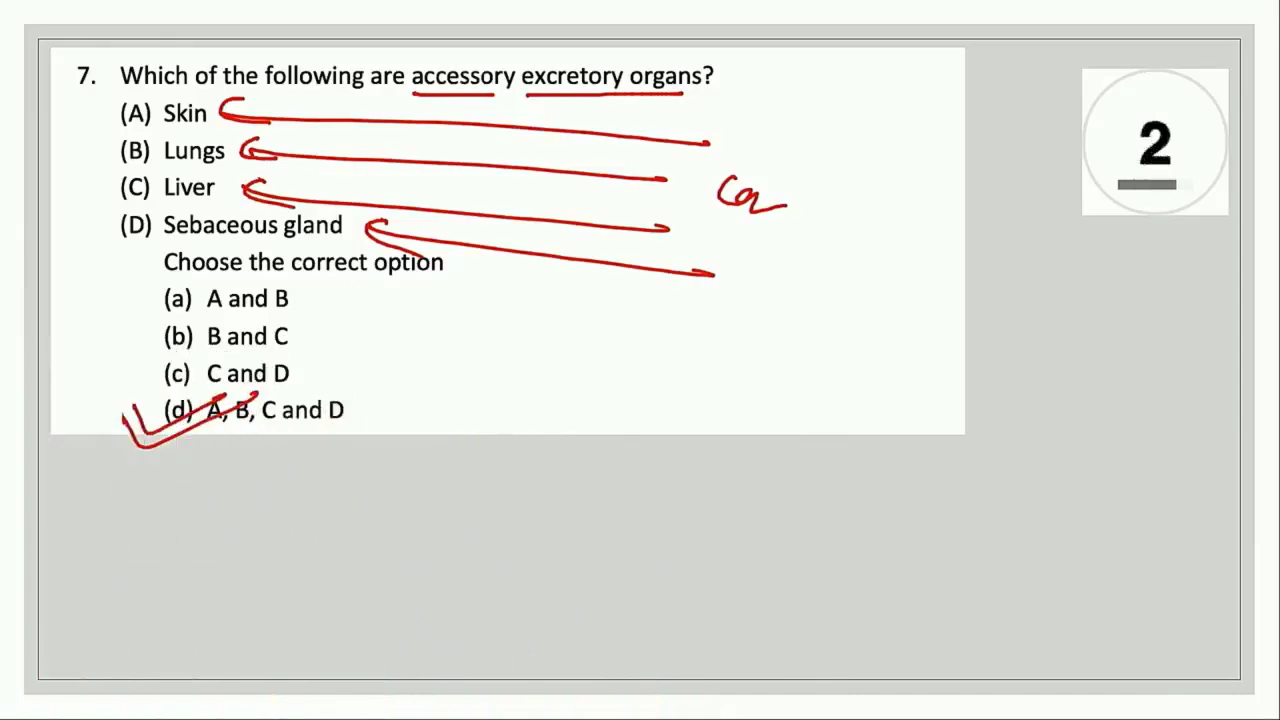 7. Which of the following are accessory excretory organs?
(A) Skin
(B) Lungs
(C) Liver
(D) Sebaceous gland
Choose the correct option
(a) A and B
(b) B and C
(c) C and D
(d) A, B, C and D
2